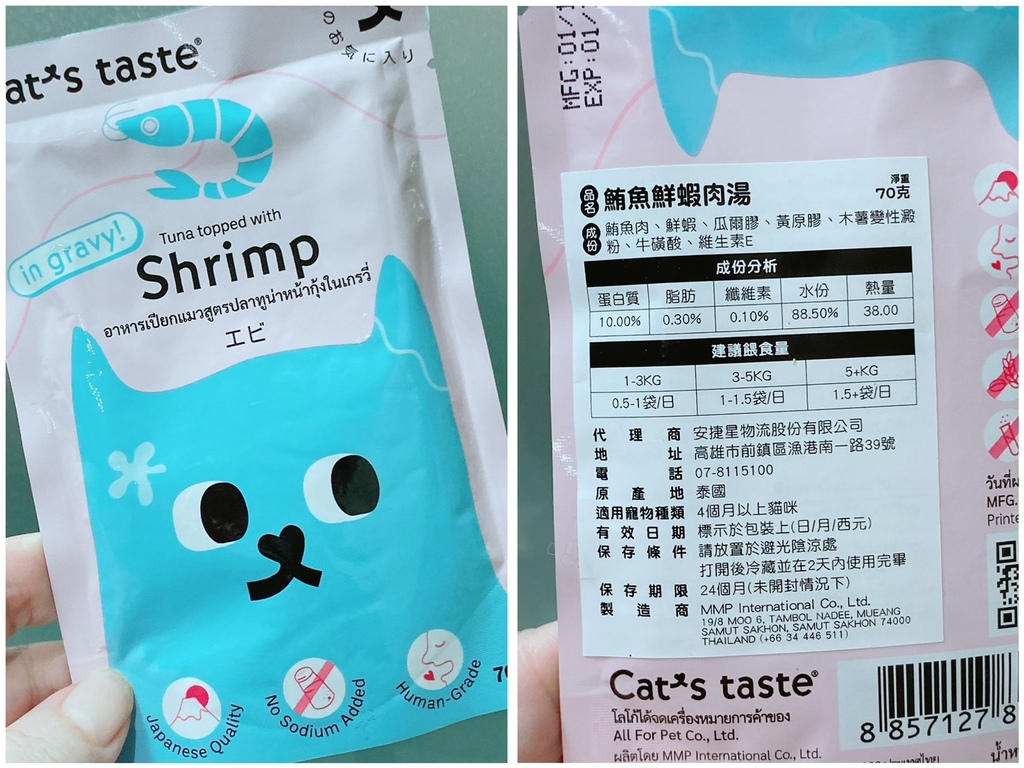 Cat's taste®
のお気に入り
Tuna topped with
in gravy!
Shrimp
อาหารเปียกแมวสูตรปลาทูน่าหน้ากุ้งในเกรวี่
エビ
Japanese Quality
No Sodium Added
Human-Grade
MFG:01/
EXP:01/
品名 鮪魚鮮蝦肉湯
淨重
70克
成份 鮪魚肉、鮮蝦、瓜爾膠、黃原膠、木薯變性澱
粉、牛磺酸、維生素E
成份分析
蛋白質 脂肪 纖維素 水份 熱量
10.00% 0.30% 0.10% 88.50% 38.00
建議餵食量
1-3KG 3-5KG 5+KG
0.5-1袋/日 1-1.5袋/日 1.5+袋/日
代理商 安捷星物流股份有限公司
地址 高雄市前鎮區漁港南一路39號
電話 07-8115100
原產地 泰國
適用寵物種類 4個月以上貓咪
有效日期 標示於包裝上(日/月/西元)
保存條件 請放置於避光陰涼處
打開後冷藏並在2天內使用完畢
保存期限 24個月(未開封情況下)
製造商 MMP International Co., Ltd.
19/8 MOO 6, TAMBOL NADEE, MUEANG
SAMUT SAKHON, SAMUT SAKHON 74000
THAILAND (+66 34 446 511)
วันที่ผ
MFG.
Printe
Cat's taste®
โลโก้ได้จดเครื่องหมายการค้าของ
All For Pet Co., Ltd.
ผลิตโดย MMP International Co., Ltd.
8 857127 8